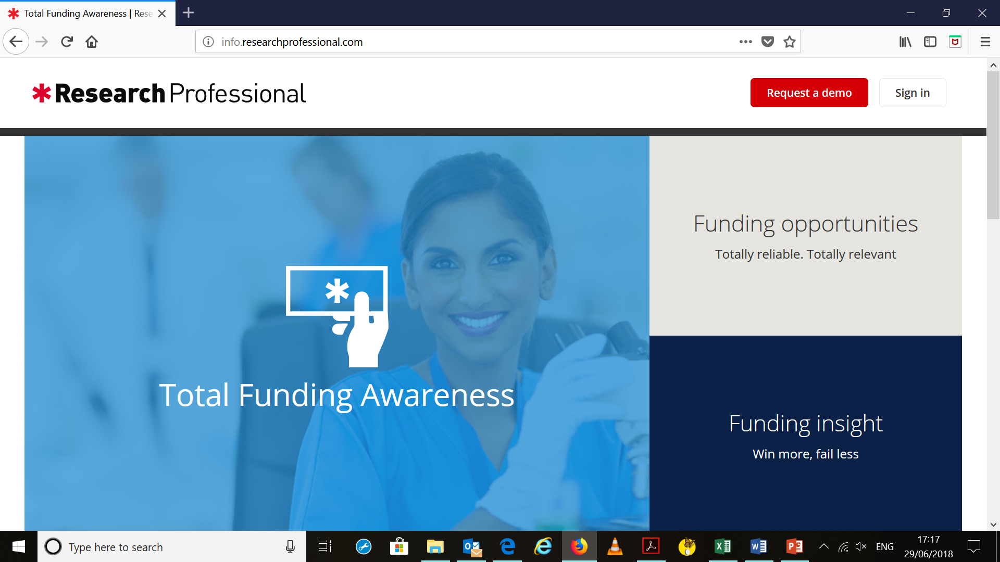 Total Funding Awareness | Rese
info.researchprofessional.com
*Research Professional
Request a demo
Sign in
Funding opportunities
Totally reliable. Totally relevant
*
Total Funding Awareness
Funding insight
Win more, fail less
Type here to search
ENG
17:17
29/06/2018